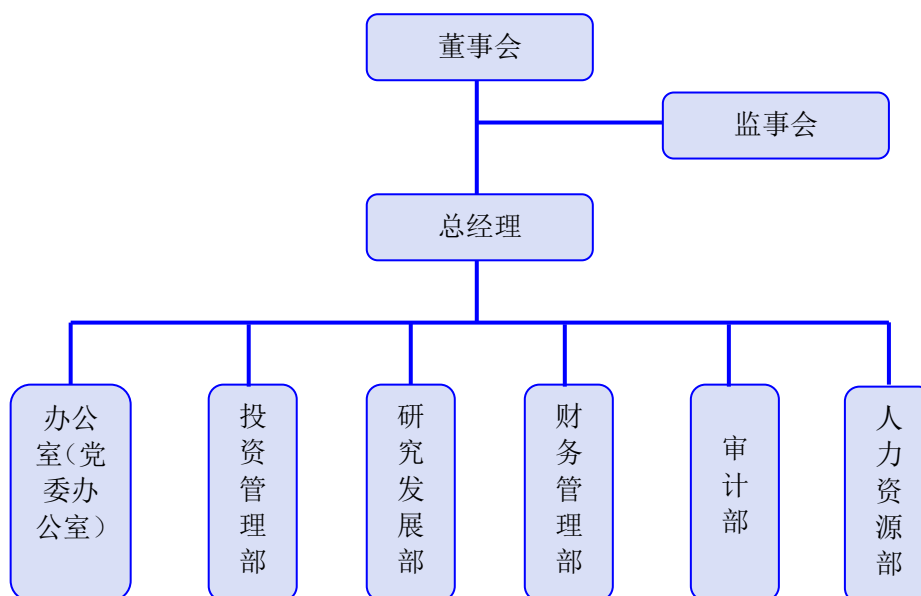 董事会
监事会
总经理
办公
室（党
委办
公室）
投
资
管
理
部
研
究
发
展
部
财
务
管
理
部
审
计
部
人
力
资
源
部